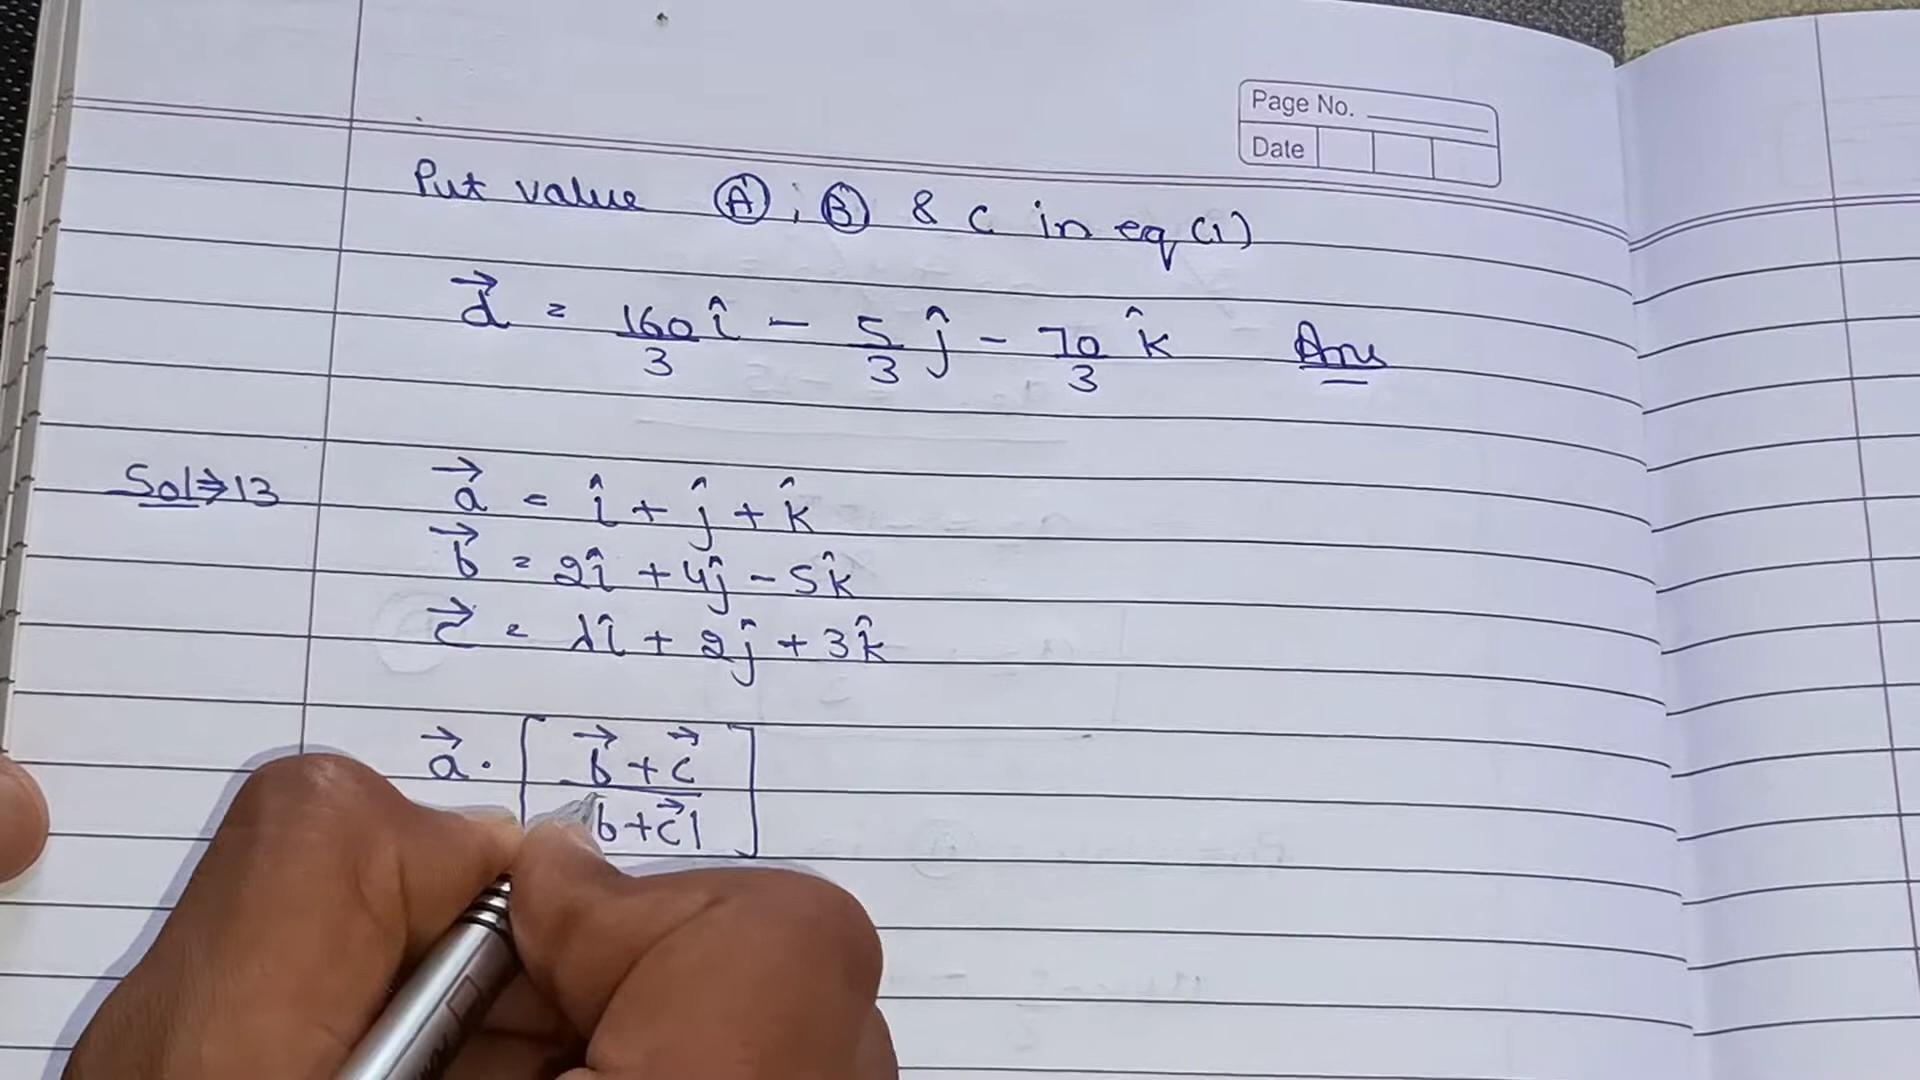 Page No.
Date
Put value Ⓐ, Ⓑ & C in eq (i)
d⃗ = 160/3 î - 5/3 ĵ - 70/3 k̂ Ans
Sol⇒13 a⃗ = î + ĵ + k̂
b⃗ = 2î + 4ĵ - 5k̂
c⃗ = λî + 2ĵ + 3k̂
a⃗ · [ b⃗ + c⃗
b + c⃗ | ]